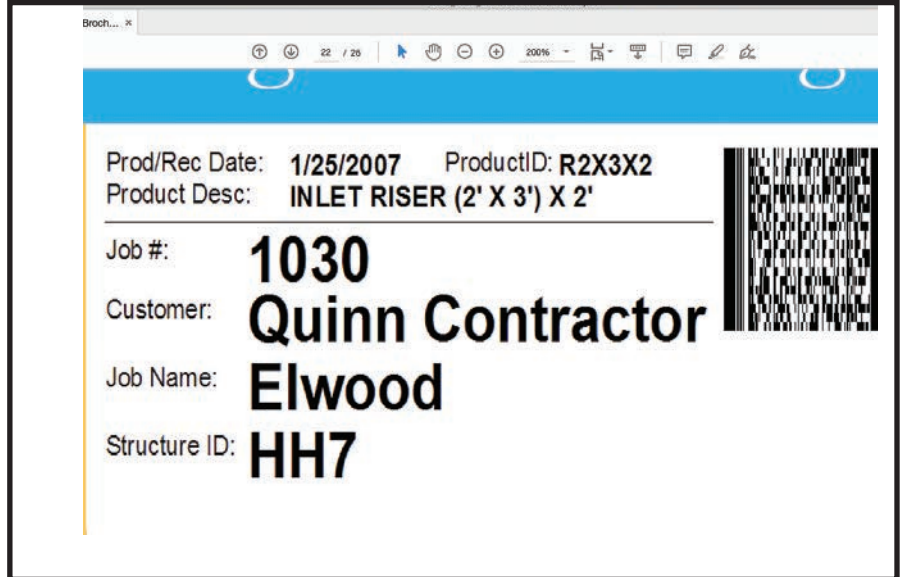 Broch... ×
22 / 26 200%
Prod/Rec Date: 1/25/2007 ProductID: R2X3X2
Product Desc: INLET RISER (2' X 3') X 2'
Job #: 1030
Customer: Quinn Contractor
Job Name: Elwood
Structure ID: HH7